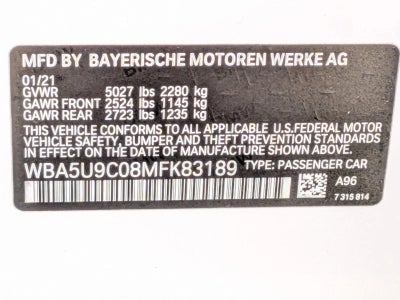 MFD BY BAYERISCHE MOTOREN WERKE AG
01/21
GVWR 5027 lbs 2280 kg
GAWR FRONT 2524 lbs 1145 kg
GAWR REAR 2723 lbs 1235 kg
THIS VEHICLE CONFORMS TO ALL APPLICABLE U.S.FEDERAL MOTOR
VEHICLE SAFETY, BUMPER, AND THEFT PREVENTION STANDARDS
IN EFFECT ON THE DATE OF MANUFACTURE SHOWN ABOVE.
WBA5U9C08MFK83189 TYPE: PASSENGER CAR
A96
7 315 814